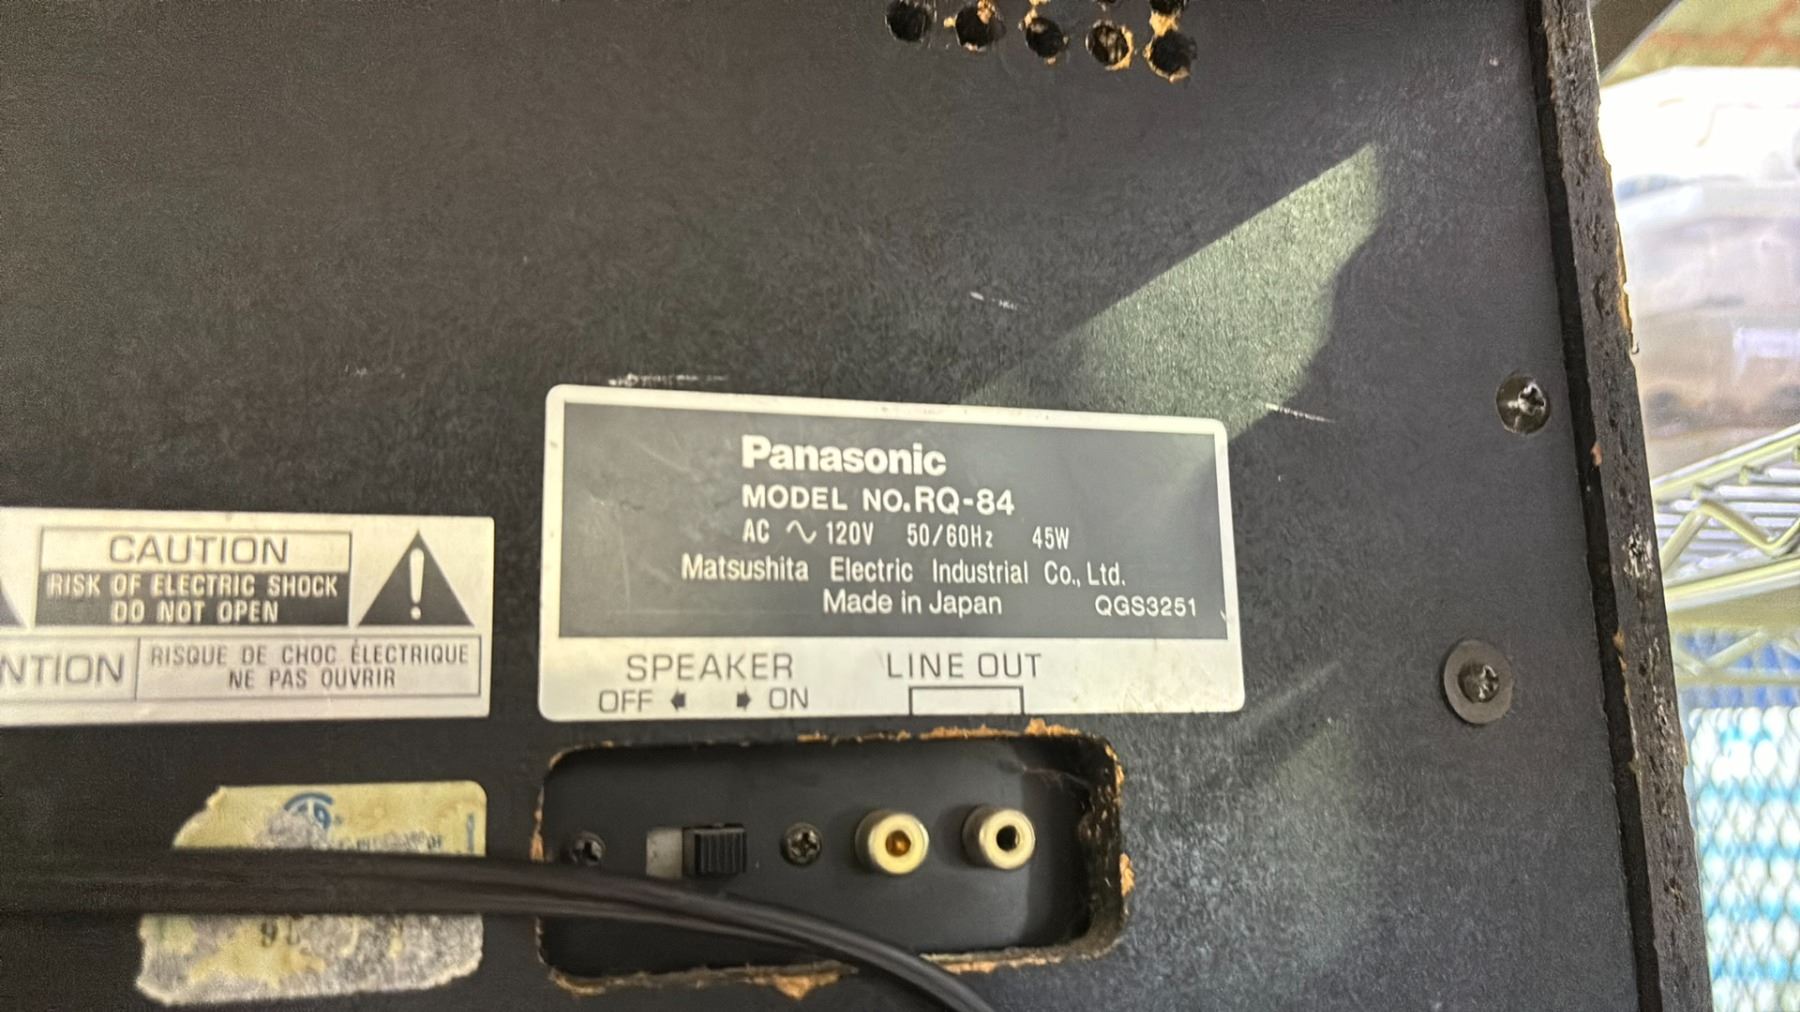 Panasonic
MODEL NO.RQ-84
AC ∿ 120V 50/60Hz 45W
Matsushita Electric Industrial Co., Ltd.
Made in Japan QGS3251
SPEAKER LINE OUT
OFF ON
CAUTION
RISK OF ELECTRIC SHOCK
DO NOT OPEN
NTION
RISQUE DE CHOC ÉLECTRIQUE
NE PAS OUVRIR